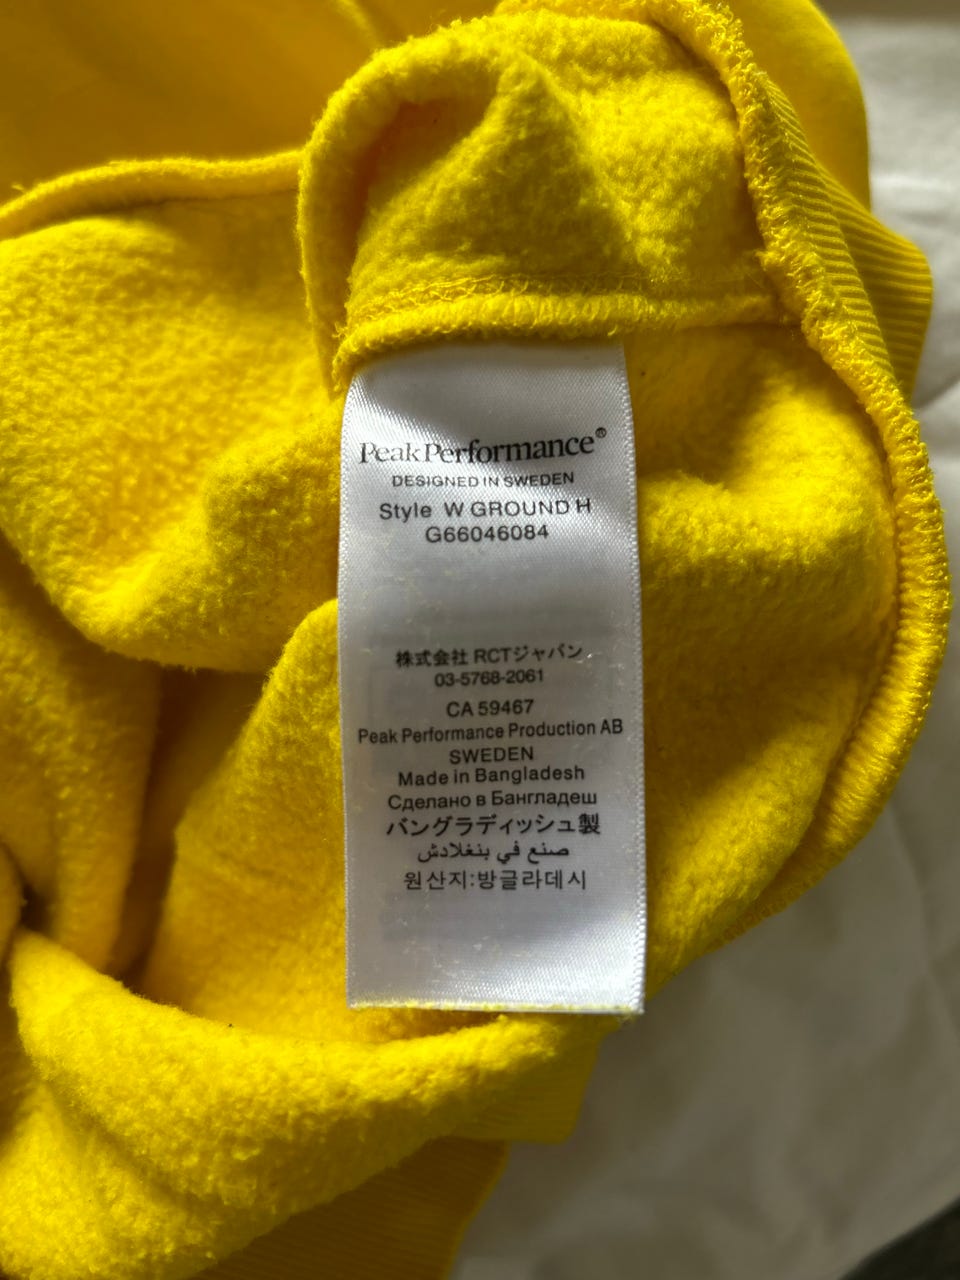 PeakPerformance®
DESIGNED IN SWEDEN
Style W GROUND H
G66046084
株式会社 RCTジャパン
03-5768-2061
CA 59467
Peak Performance Production AB
SWEDEN
Made in Bangladesh
Сделано в Бангладеш
バングラディッシュ製
صنع في بنغلادش
원산지:방글라데시